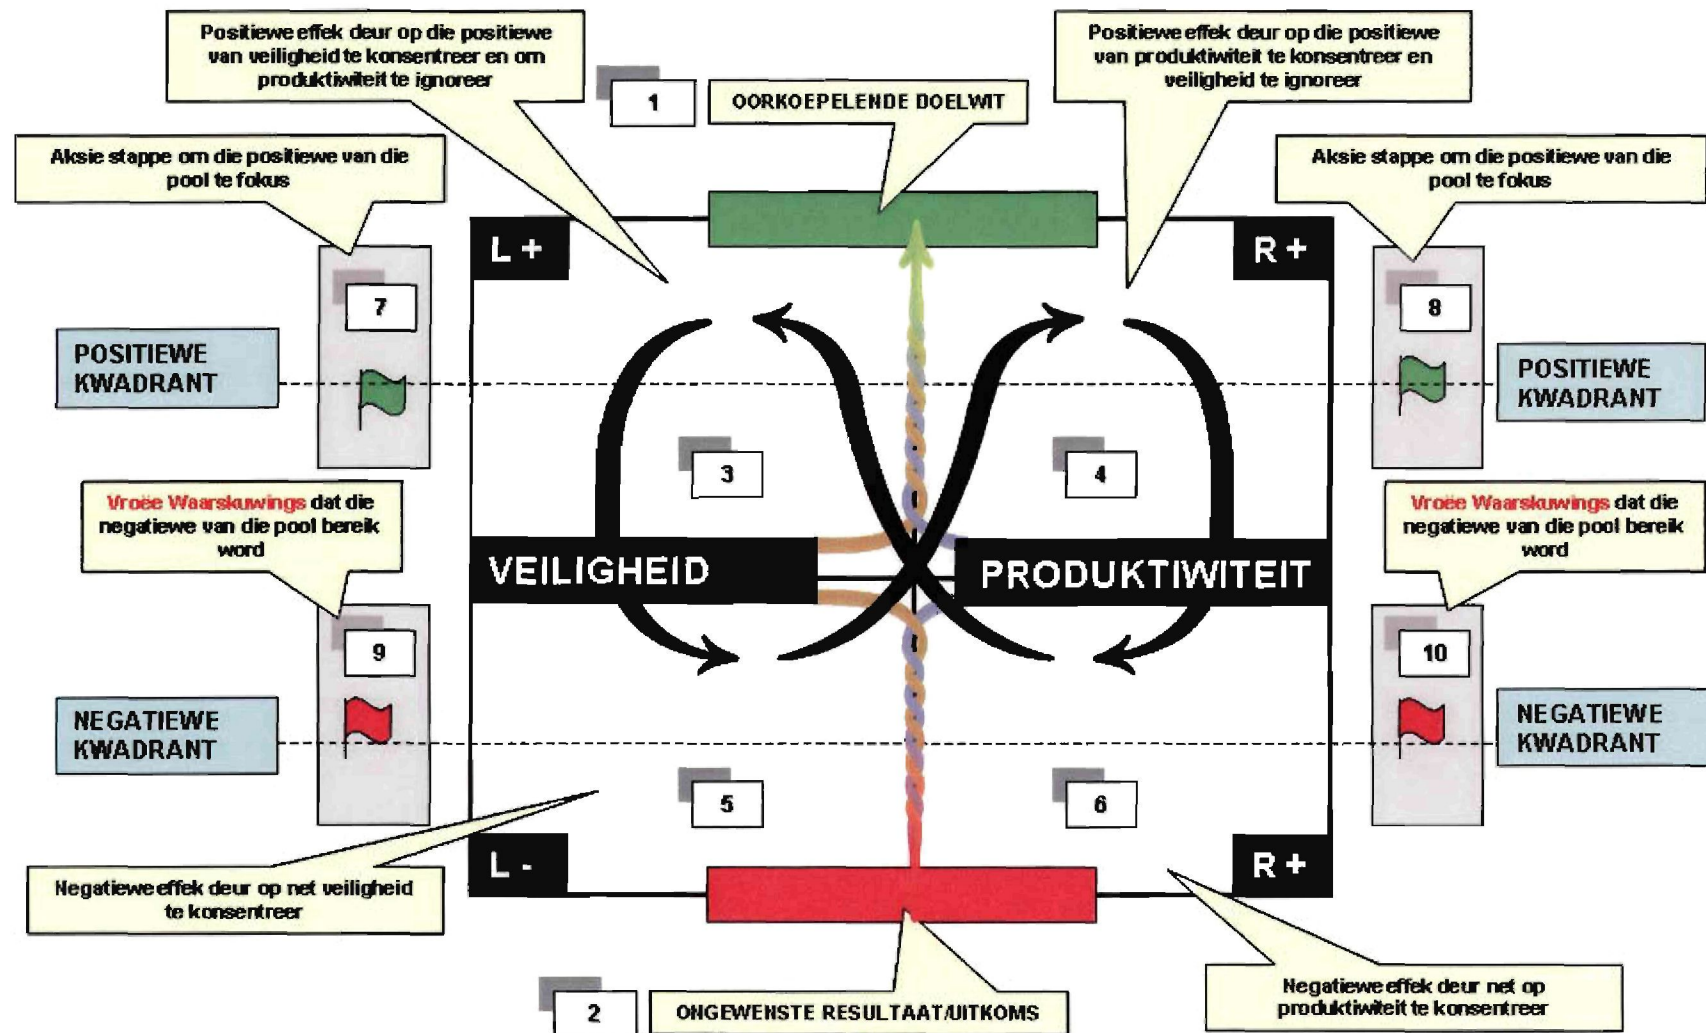 Positiewe effek deur op die positiewe
van veiligheid te konsentreer en om
produktiwiteit te ignoreer
1
OORKOEPELENDE DOELWIT
Positiewe effek deur op die positiewe
van produktiwiteit te konsentreer en
veiligheid te ignoreer
Aksie stappe om die positiewe van die
pool te fokus
Aksie stappe om die positiewe van die
pool te fokus
L +
R +
7
8
POSITIEWE
KWADRANT
POSITIEWE
KWADRANT
3
4
Vroëe Waarskuwings dat die
negatiewe van die pool bereik
word
Vroëe Waarskuwings dat die
negatiewe van die pool bereik
word
VEILIGHEID
PRODUKTIWITEIT
9
10
NEGATIEWE
KWADRANT
NEGATIEWE
KWADRANT
5
6
L -
R +
Negatiewe effek deur op net veiligheid
te konsentreer
Negatiewe effek deur net op
produktiwiteit te konsentreer
2
ONGEWENSTE RESULTAAT/UITKOMS